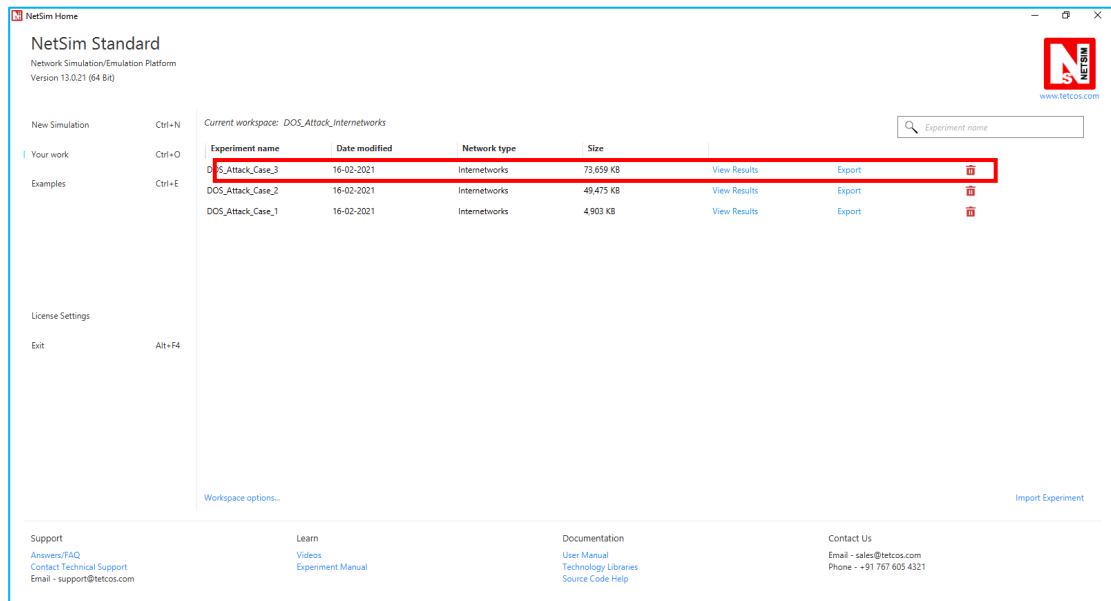 NetSim Home
NetSim Standard
Network Simulation/Emulation Platform
Version 13.0.21 (64 Bit)
NETSIM
www.tetcos.com
New Simulation Ctrl+N
Your work Ctrl+O
Examples Ctrl+E
License Settings
Exit Alt+F4
Current workspace: DOS_Attack_Internetworks
Experiment name
Experiment name Date modified Network type Size
DOS_Attack_Case_3 16-02-2021 Internetworks 73,659 KB View Results Export
DOS_Attack_Case_2 16-02-2021 Internetworks 49,475 KB View Results Export
DOS_Attack_Case_1 16-02-2021 Internetworks 4,903 KB View Results Export
Workspace options... Import Experiment
Support
Answers/FAQ
Contact Technical Support
Email - support@tetcos.com
Learn
Videos
Experiment Manual
Documentation
User Manual
Technology Libraries
Source Code Help
Contact Us
Email - sales@tetcos.com
Phone - +91 767 605 4321